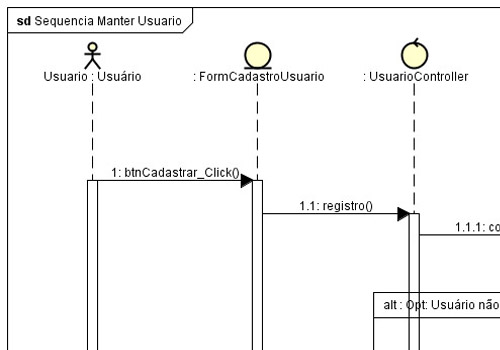 sd Sequencia Manter Usuario
Usuario : Usuário
: FormCadastroUsuario
: UsuarioController
1: btnCadastrar_Click()
1.1: registro()
1.1.1: co
alt : Opt: Usuário não